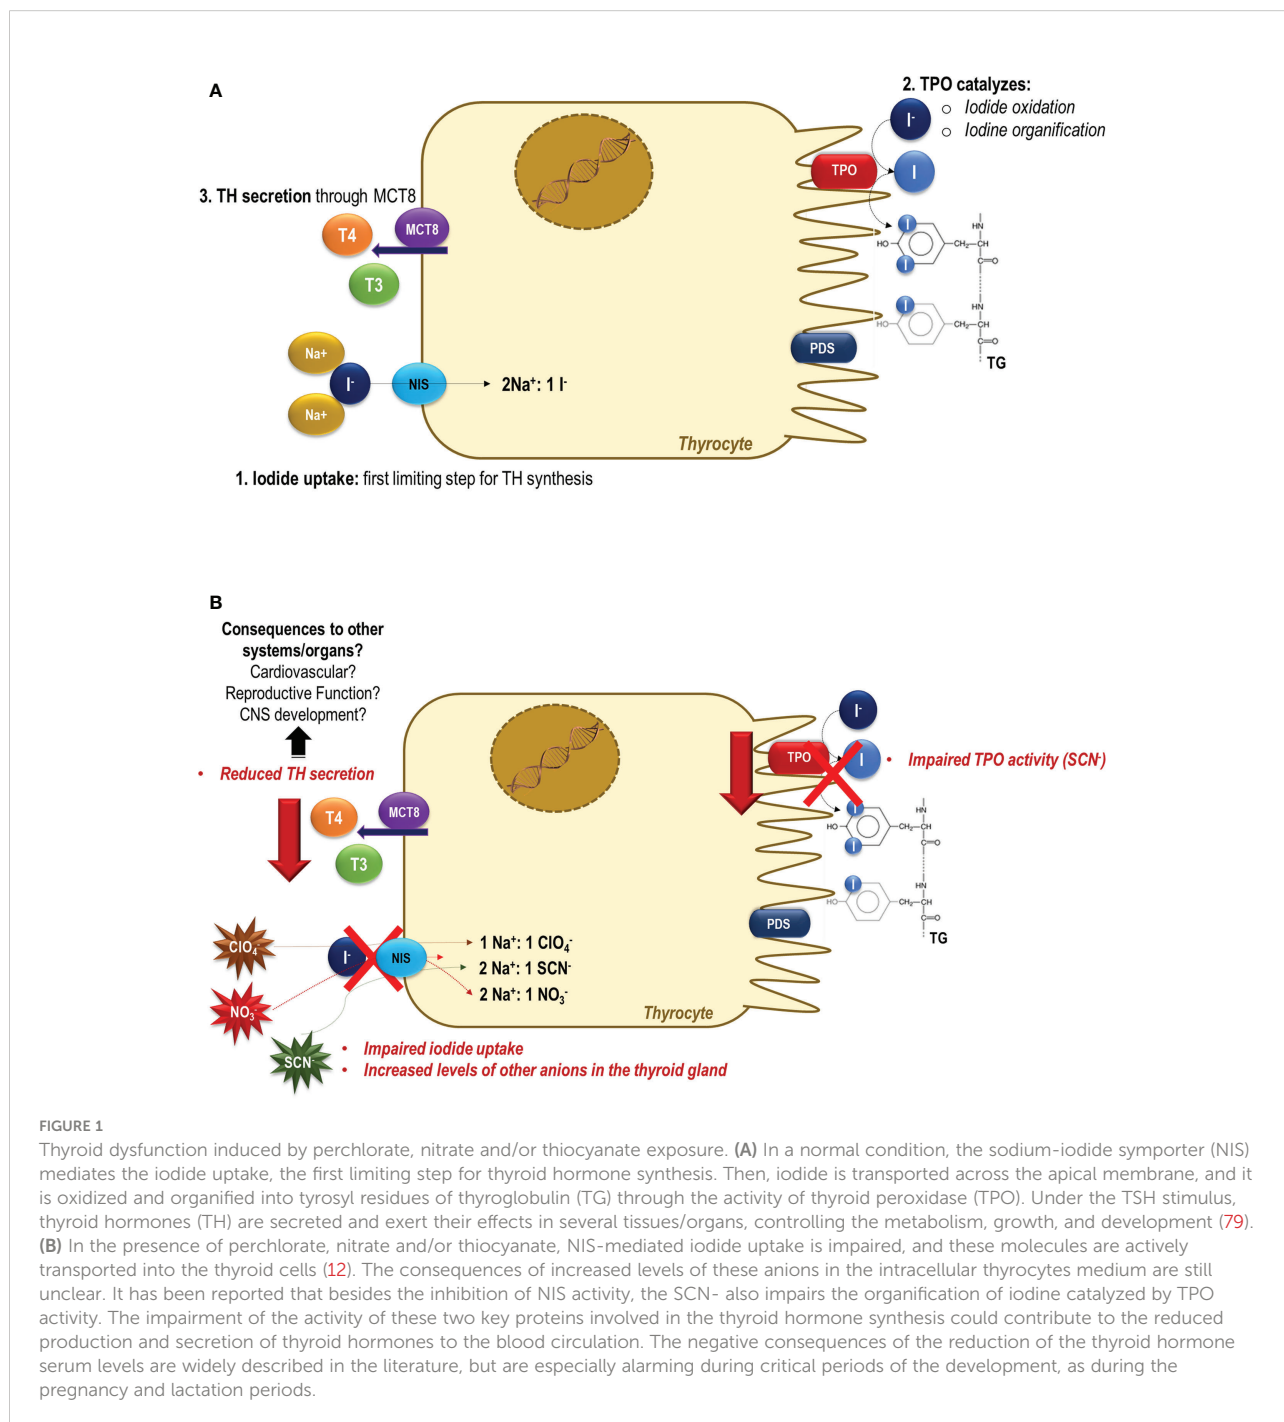 A
2. TPO catalyzes:
I-
o Iodide oxidation
o Iodine organification
TPO
I
3. TH secretion through MCT8
T4
MCT8
T3
I
I
HO
CH₂
CH
HN
C=O
I
HO
CH₂
CH
HN
C=O
TG
PDS
Na+
I-
NIS
2Na⁺: 1 I-
Na+
Thyrocyte
1. Iodide uptake: first limiting step for TH synthesis
B
Consequences to other
systems/organs?
Cardiovascular?
Reproductive Function?
CNS development?
• Reduced TH secretion
T4
MCT8
T3
I-
TPO
I
• Impaired TPO activity (SCN-)
I
I
HO
CH₂
CH
HN
C=O
I
HO
CH₂
CH
HN
C=O
TG
PDS
ClO₄-
I-
NIS
1 Na⁺: 1 ClO₄-
2 Na⁺: 1 SCN-
2 Na⁺: 1 NO₃-
NO₃-
SCN-
Thyrocyte
• Impaired iodide uptake
• Increased levels of other anions in the thyroid gland
FIGURE 1
Thyroid dysfunction induced by perchlorate, nitrate and/or thiocyanate exposure. (A) In a normal condition, the sodium-iodide symporter (NIS)
mediates the iodide uptake, the first limiting step for thyroid hormone synthesis. Then, iodide is transported across the apical membrane, and it
is oxidized and organified into tyrosyl residues of thyroglobulin (TG) through the activity of thyroid peroxidase (TPO). Under the TSH stimulus,
thyroid hormones (TH) are secreted and exert their effects in several tissues/organs, controlling the metabolism, growth, and development (79).
(B) In the presence of perchlorate, nitrate and/or thiocyanate, NIS-mediated iodide uptake is impaired, and these molecules are actively
transported into the thyroid cells (12). The consequences of increased levels of these anions in the intracellular thyrocytes medium are still
unclear. It has been reported that besides the inhibition of NIS activity, the SCN- also impairs the organification of iodine catalyzed by TPO
activity. The impairment of the activity of these two key proteins involved in the thyroid hormone synthesis could contribute to the reduced
production and secretion of thyroid hormones to the blood circulation. The negative consequences of the reduction of the thyroid hormone
serum levels are widely described in the literature, but are especially alarming during critical periods of the development, as during the
pregnancy and lactation periods.